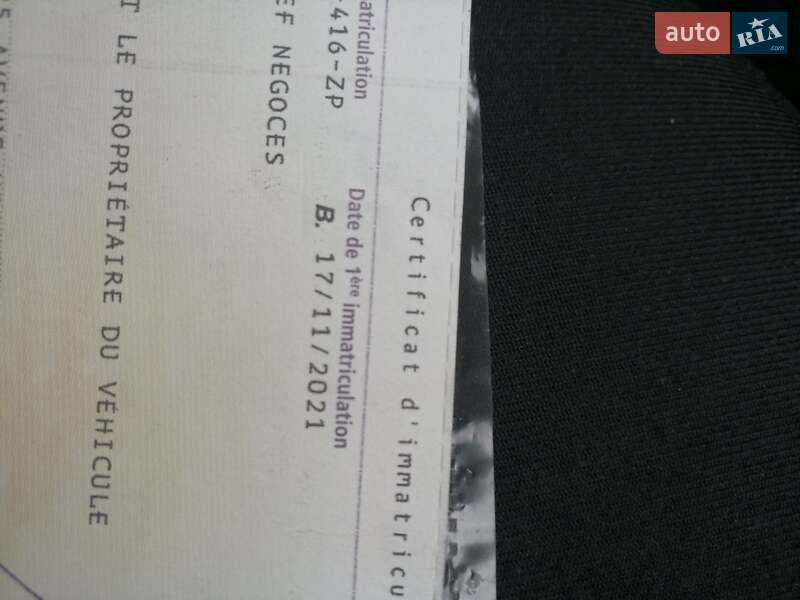 auto RIA
.com
Certificat d'immatricu
atriculation
Date de 1ère immatriculation
416-ZP
B. 17/11/2021
EF NEGOCES
T LE PROPRIÉTAIRE DU VÉHICULE